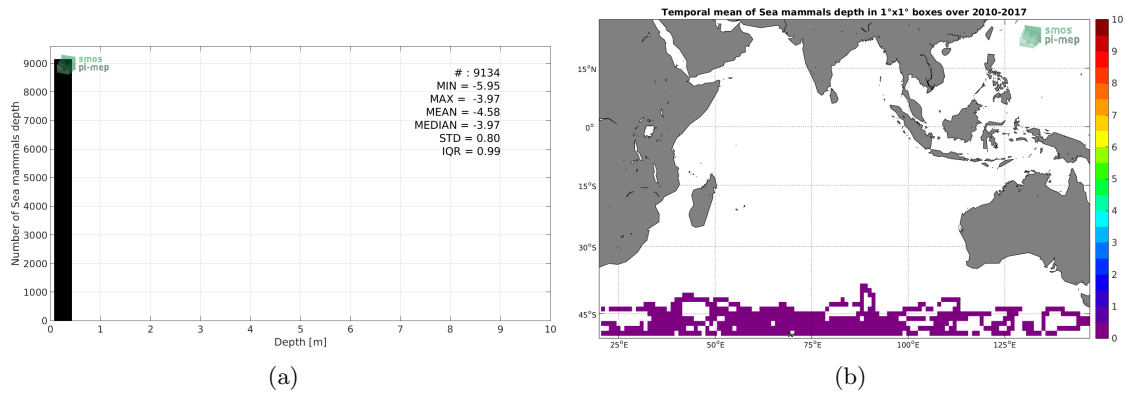 smos
pi-mep
# : 9134
MIN = -5.95
MAX = -3.97
MEAN = -4.58
MEDIAN = -3.97
STD = 0.80
IQR = 0.99
Number of Sea mammals depth
9000
8000
7000
6000
5000
4000
3000
2000
1000
0
0 1 2 3 4 5 6 7 8 9 10
Depth [m]
(a)
Temporal mean of Sea mammals depth in 1°x1° boxes over 2010-2017
smos
pi-mep
15°N
0°
15°S
30°S
45°S
25°E 50°E 75°E 100°E 125°E
10
9
8
7
6
5
4
3
2
1
0
(b)